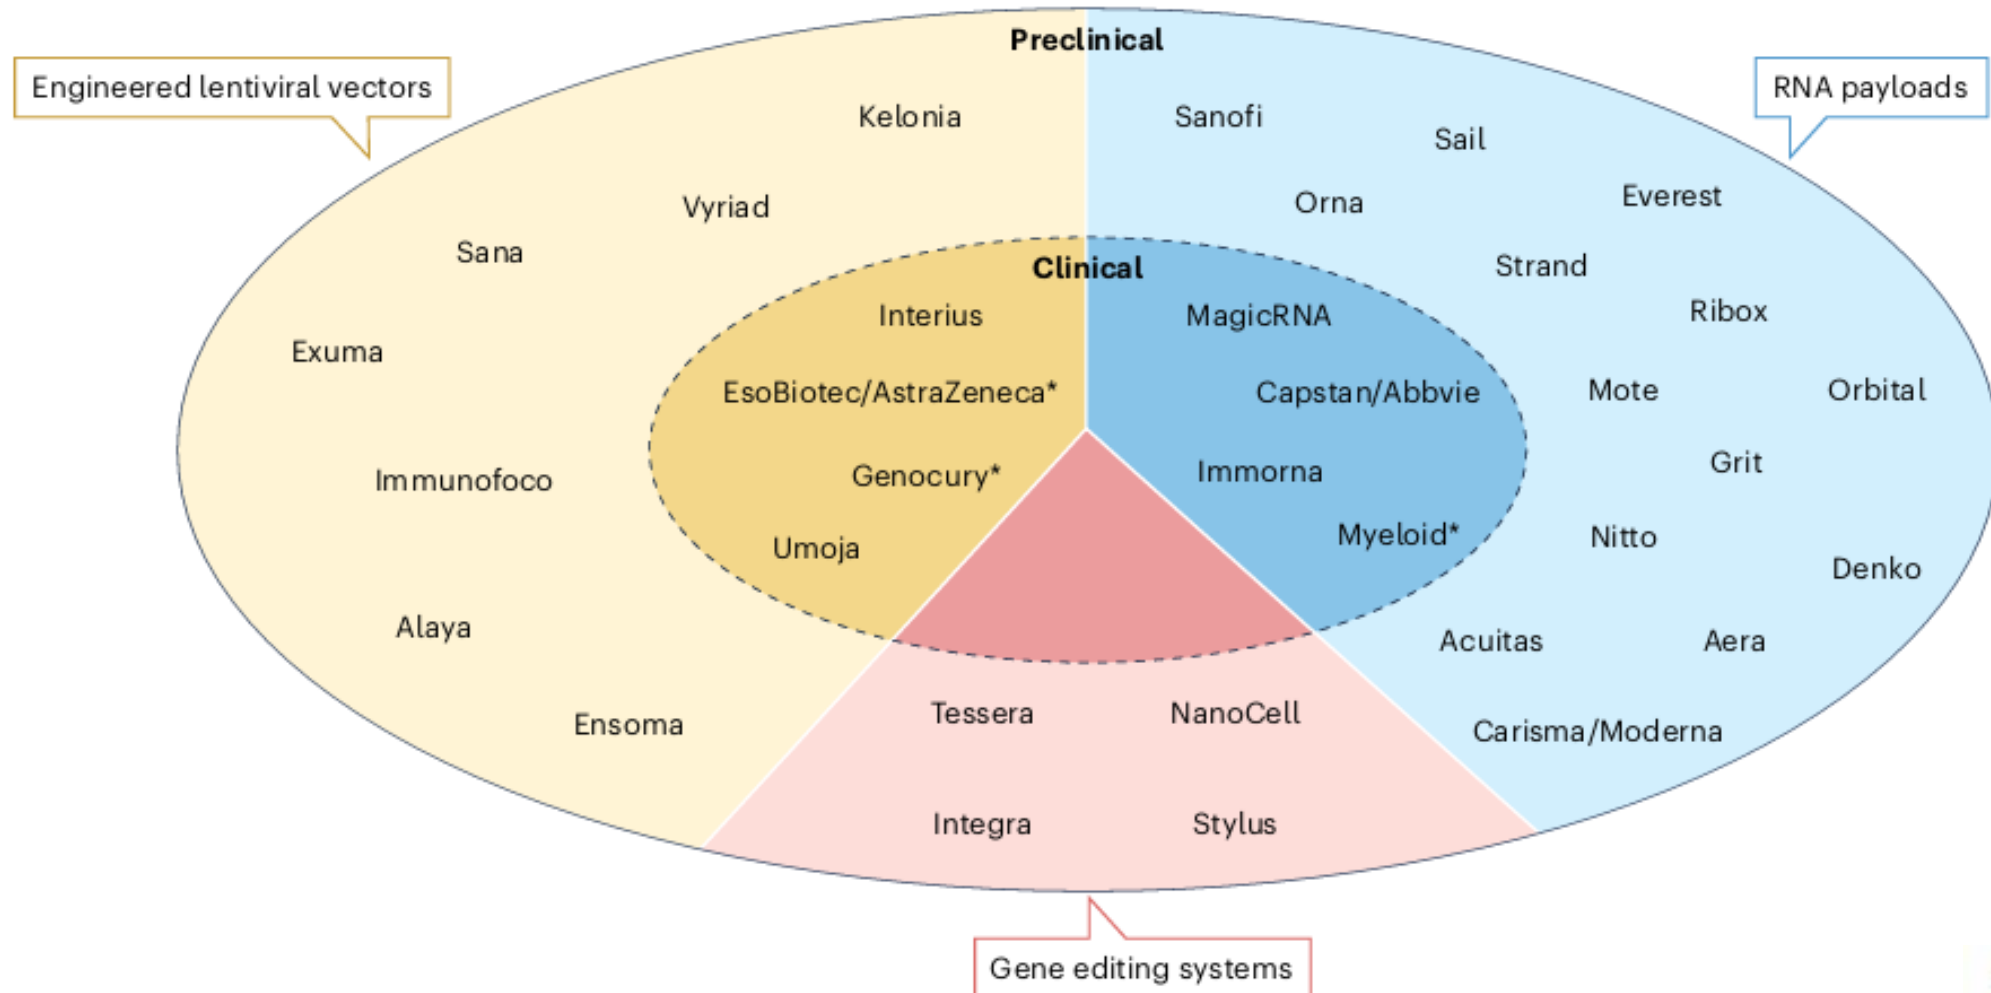 Preclinical
Engineered lentiviral vectors
RNA payloads
Kelonia
Sanofi
Sail
Vyriad
Orna
Everest
Sana
Strand
Clinical
Interius
MagicRNA
Ribox
Exuma
EsoBiotec/AstraZeneca*
Capstan/Abbvie
Mote
Orbital
Immunofoco
Genocury*
Immorna
Grit
Umoja
Myeloid*
Nitto
Denko
Alaya
Acuitas
Aera
Ensoma
Tessera
NanoCell
Carisma/Moderna
Integra
Stylus
Gene editing systems